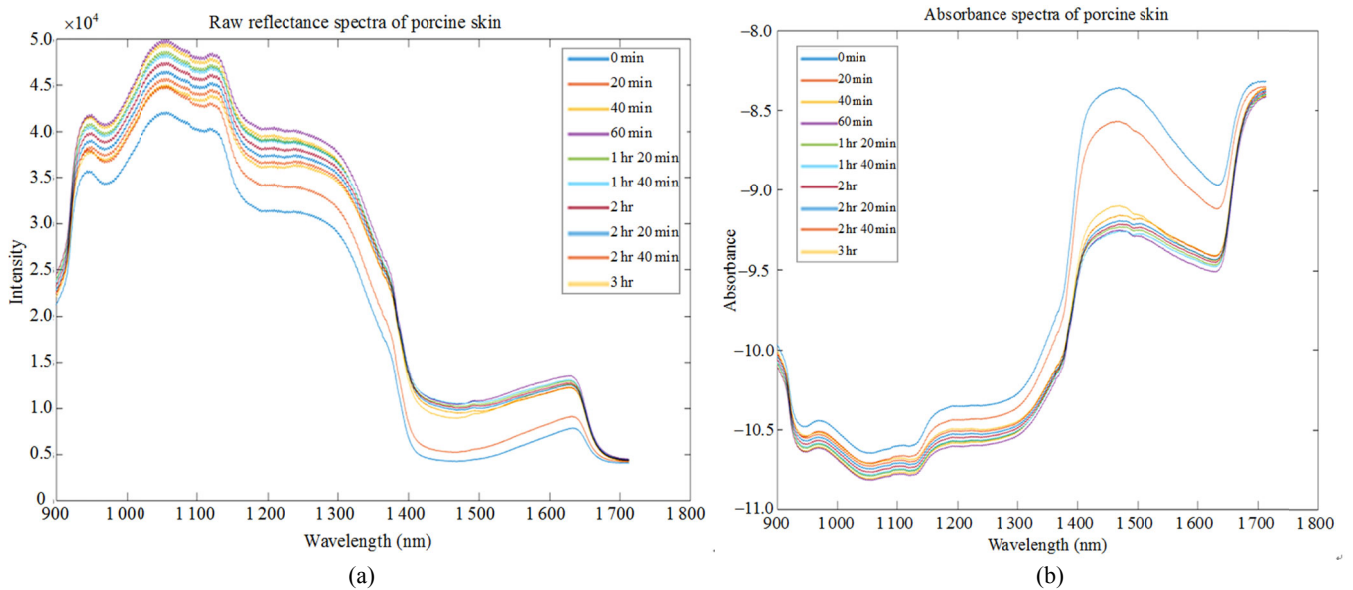 Raw reflectance spectra of porcine skin
×10⁴
5.0
4.5
4.0
3.5
3.0
2.5
2.0
1.5
1.0
0.5
0
Intensity
0 min
20 min
40 min
60 min
1 hr 20 min
1 hr 40 min
2 hr
2 hr 20 min
2 hr 40 min
3 hr
900 1 000 1 100 1 200 1 300 1 400 1 500 1 600 1 700 1 800
Wavelength (nm)
(a)
Absorbance spectra of porcine skin
−8.0
−8.5
−9.0
−9.5
−10.0
−10.5
−11.0
Absorbance
0min
20 min
40 min
60 min
1 hr 20 min
1 hr 40 min
2 hr
2 hr 20 min
2 hr 40 min
3 hr
900 1 000 1 100 1 200 1 300 1 400 1 500 1 600 1 700 1 800
Wavelength (nm)
(b)